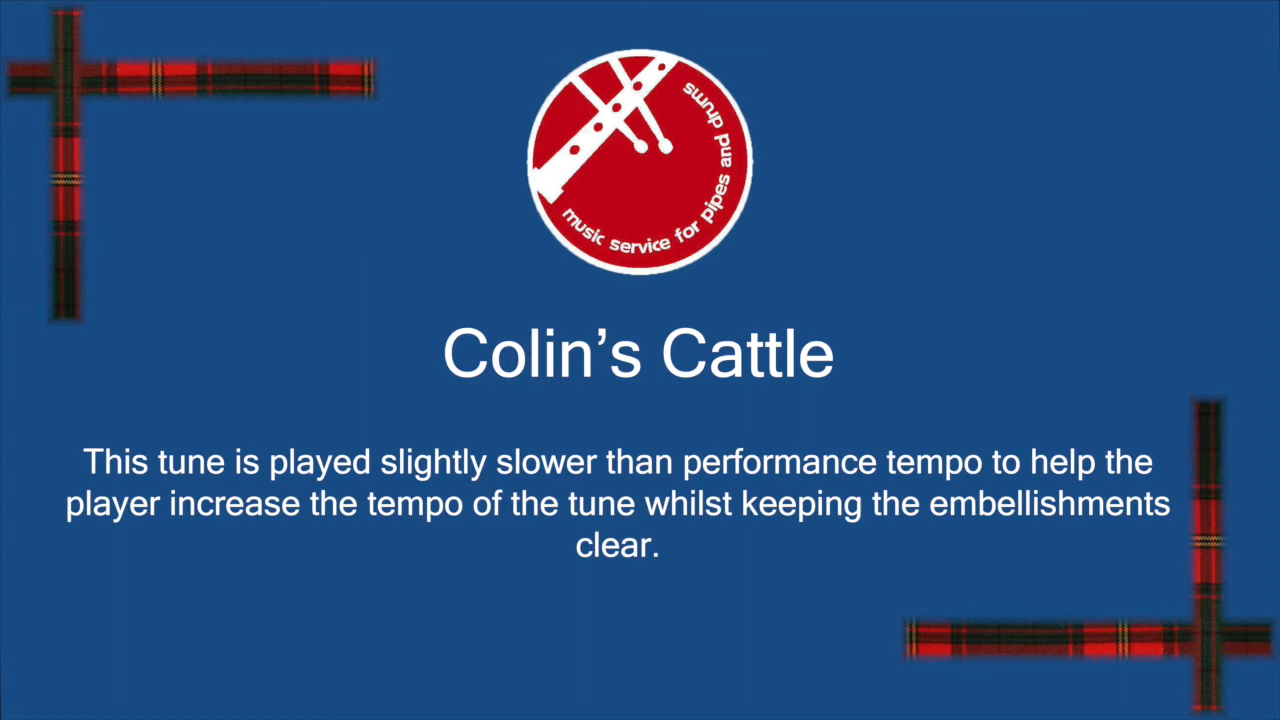 music service for pipes and drums
Colin’s Cattle
This tune is played slightly slower than performance tempo to help the
player increase the tempo of the tune whilst keeping the embellishments
clear.